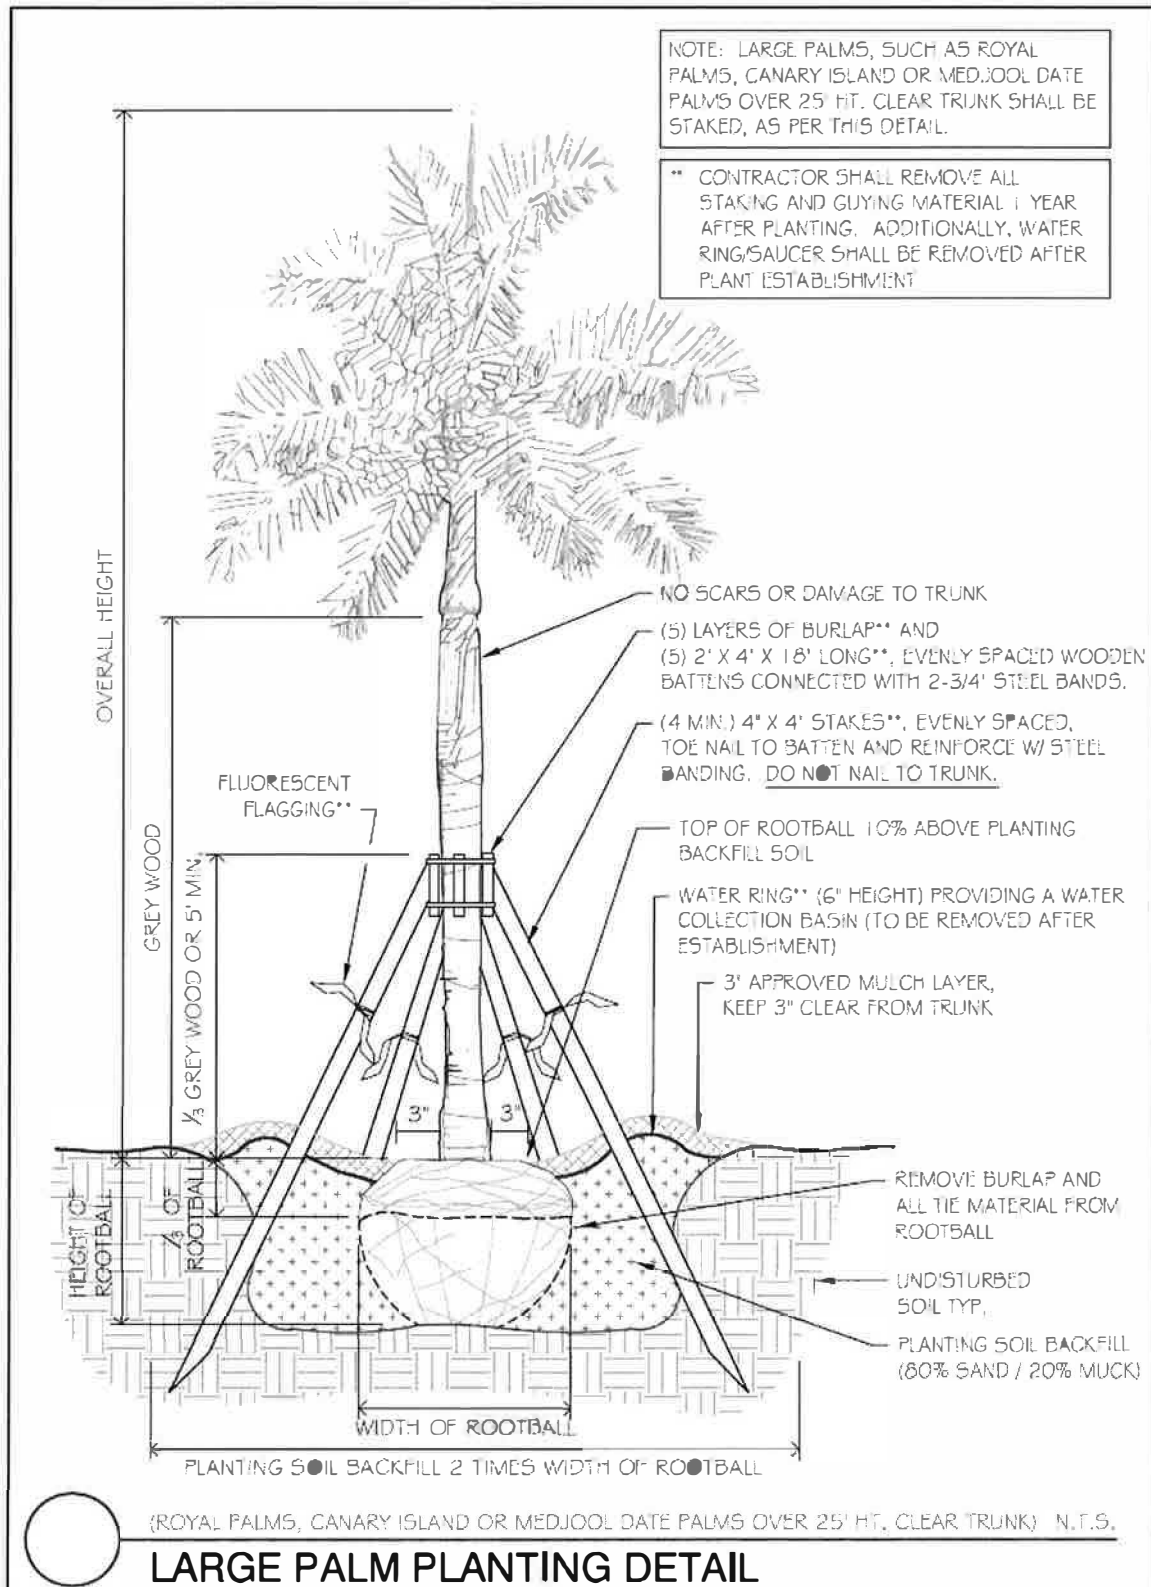 NOTE: LARGE PALMS, SUCH AS ROYAL
PALMS, CANARY ISLAND OR MEDJOOL DATE
PALMS OVER 25' HT. CLEAR TRUNK SHALL BE
STAKED, AS PER THIS DETAIL.
** CONTRACTOR SHALL REMOVE ALL
STAKING AND GUYING MATERIAL 1 YEAR
AFTER PLANTING. ADDITIONALLY, WATER
RING/SAUCER SHALL BE REMOVED AFTER
PLANT ESTABLISHMENT
OVERALL HEIGHT
GREY WOOD
⅓ GREY WOOD OR 5' MIN.
FLUORESCENT
FLAGGING**
NO SCARS OR DAMAGE TO TRUNK
(5) LAYERS OF BURLAP** AND
(5) 2' X 4' X 18' LONG**, EVENLY SPACED WOODEN
BATTENS CONNECTED WITH 2-3/4' STEEL BANDS.
(4 MIN.) 4" X 4' STAKES**, EVENLY SPACED,
TOE NAIL TO BATTEN AND REINFORCE W/ STEEL
BANDING. DO NOT NAIL TO TRUNK.
TOP OF ROOTBALL 10% ABOVE PLANTING
BACKFILL SOIL
WATER RING** (6" HEIGHT) PROVIDING A WATER
COLLECTION BASIN (TO BE REMOVED AFTER
ESTABLISHMENT)
3' APPROVED MULCH LAYER,
KEEP 3" CLEAR FROM TRUNK
3"
3"
HEIGHT OF
ROOTBALL
⅓ OF
ROOTBALL
REMOVE BURLAP AND
ALL TIE MATERIAL FROM
ROOTBALL
UNDISTURBED
SOIL TYP,
PLANTING SOIL BACKFILL
(80% SAND / 20% MUCK)
WIDTH OF ROOTBALL
PLANTING SOIL BACKFILL 2 TIMES WIDTH OF ROOTBALL
(ROYAL PALMS, CANARY ISLAND OR MEDJOOL DATE PALMS OVER 25' HT. CLEAR TRUNK) N.T.S.
LARGE PALM PLANTING DETAIL